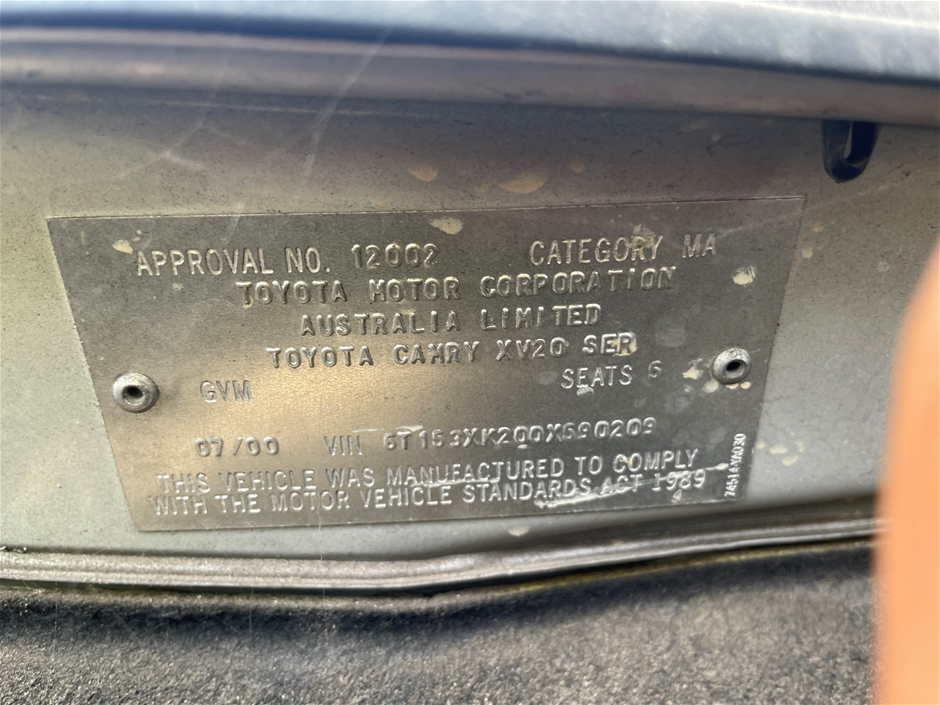 APPROVAL NO. 12002 CATEGORY MA
TOYOTA MOTOR CORPORATION
AUSTRALIA LIMITED
TOYOTA CAMRY XV20 SER
GVM SEATS 5
07/00 VIN 6T153XK200X690209
THIS VEHICLE WAS MANUFACTURED TO COMPLY
WITH THE MOTOR VEHICLE STANDARDS ACT 1989